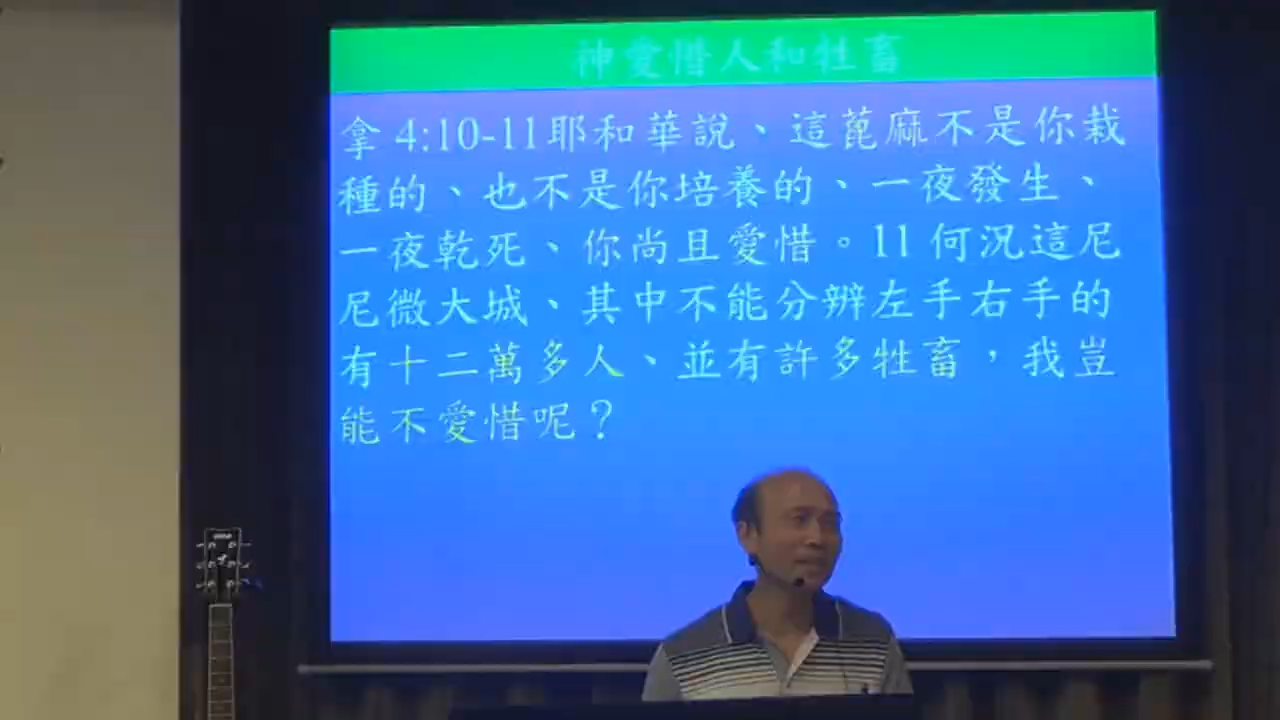 神愛惜人和牲畜
拿 4:10-11耶和華說、這蓖麻不是你栽
種的、也不是你培養的、一夜發生、
一夜乾死、你尚且愛惜。11 何況這尼
尼微大城、其中不能分辨左手右手的
有十二萬多人、並有許多牲畜，我豈
能不愛惜呢？